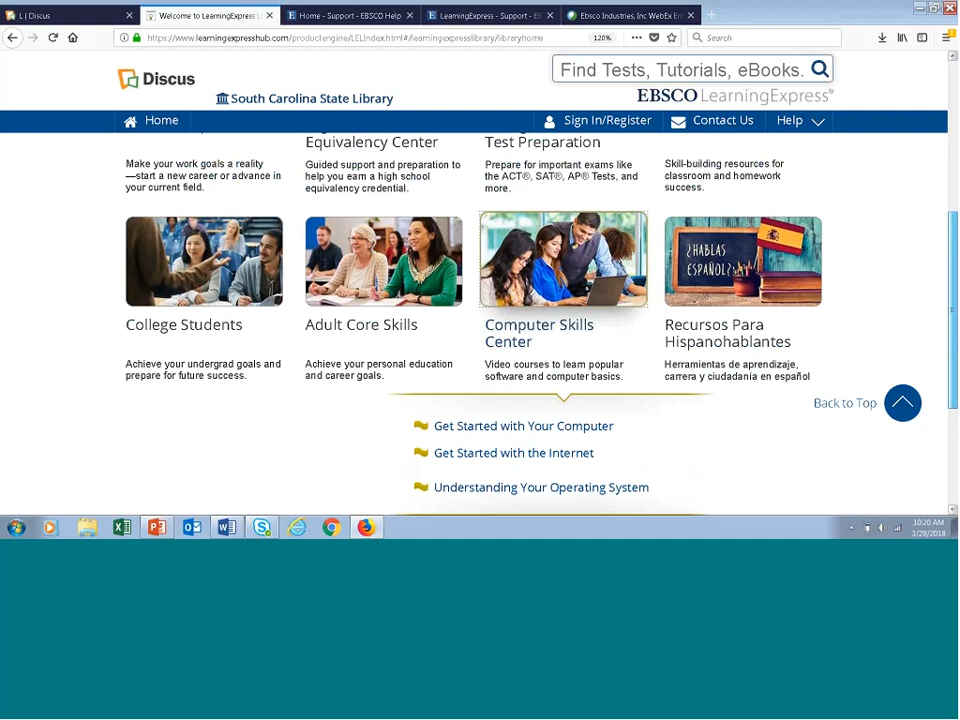 L | Discus
Welcome to LearningExpress L
Home - Support - EBSCO Help
LearningExpress - Support - E
Ebsco Industries, Inc WebEx En
https://www.learningexpresshub.com/productengine/LELIndex.html#/learningexpresslibrary/libraryhome
120%
Search
Discus
Find Tests, Tutorials, eBooks.
South Carolina State Library
EBSCO LearningExpress®
Home
Sign In/Register
Contact Us
Help
Equivalency Center
Test Preparation
Make your work goals a reality
—start a new career or advance in
your current field.
Guided support and preparation to
help you earn a high school
equivalency credential.
Prepare for important exams like
the ACT®, SAT®, AP® Tests, and
more.
Skill-building resources for
classroom and homework
success.
¿HABLAS
ESPAÑOL?
College Students
Adult Core Skills
Computer Skills
Center
Recursos Para
Hispanohablantes
Achieve your undergrad goals and
prepare for future success.
Achieve your personal education
and career goals.
Video courses to learn popular
software and computer basics.
Herramientas de aprendizaje,
carrera y ciudadanía en español
Back to Top
Get Started with Your Computer
Get Started with the Internet
Understanding Your Operating System
10:20 AM
3/29/2018